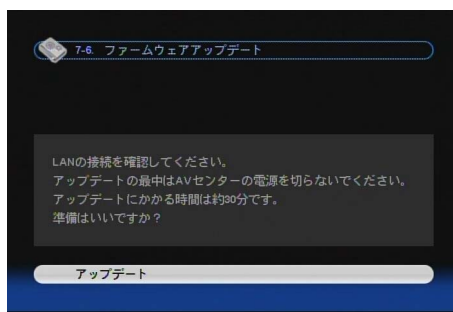 7-6. ファームウェアアップデート
LANの接続を確認してください。
アップデートの最中はAVセンターの電源を切らないでください。
アップデートにかかる時間は約30分です。
準備はいいですか？
アップデート